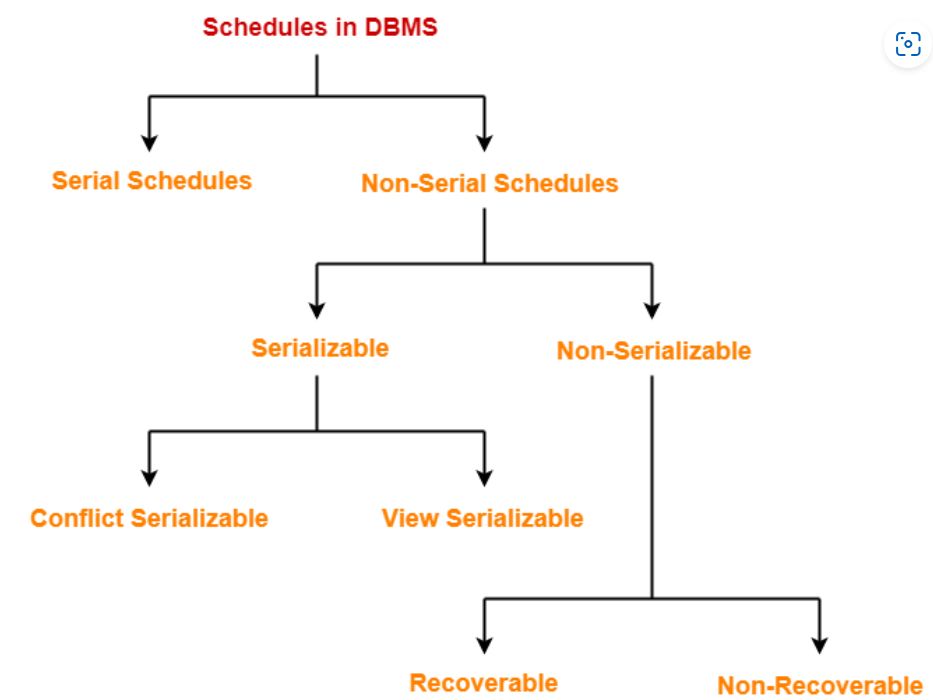 Schedules in DBMS
Serial Schedules
Non-Serial Schedules
Serializable
Non-Serializable
Conflict Serializable
View Serializable
Recoverable
Non-Recoverable